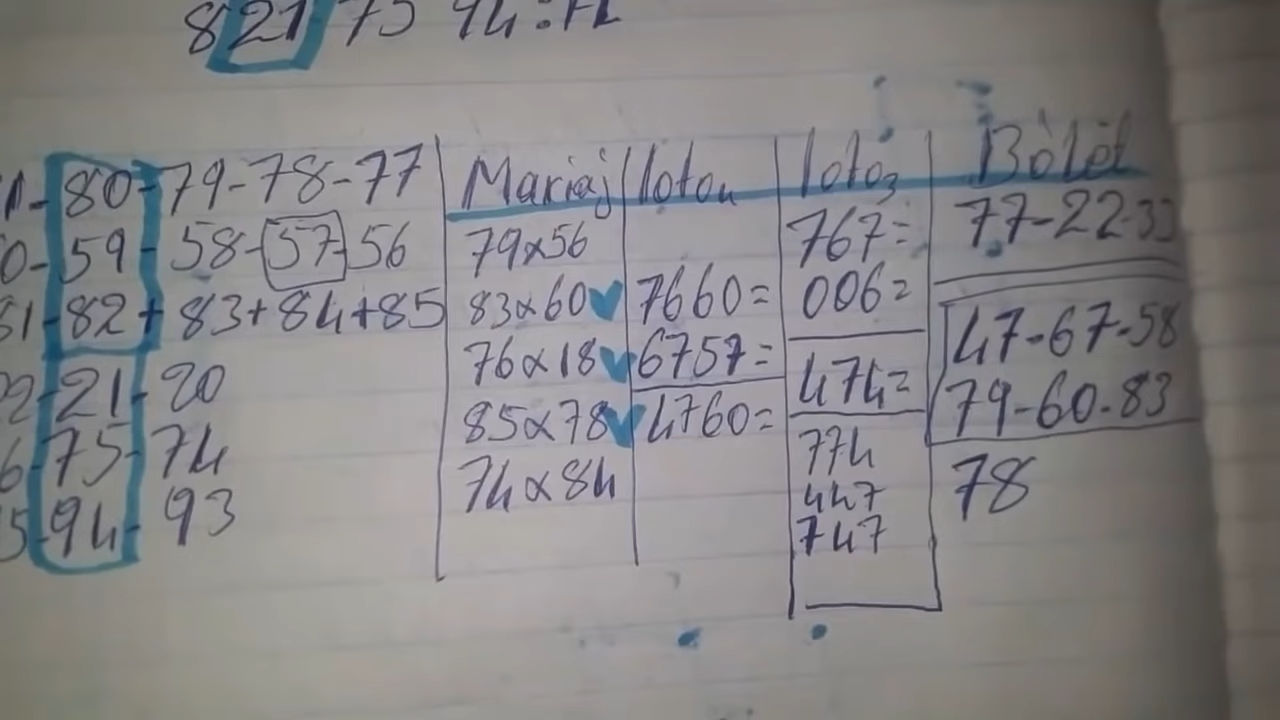 821 75 94
80-79-78-77
59-58-57-56
82+83+84+85
21-20
75-74
94-93
Mariaj
79x56
83x60
76x18
85x78
74x84
loto4
7660=
6757=
4760=
loto3
767=
006=
474=
774
447
747
Bòlèt
77-22-33
47-67-58
79-60-83
78